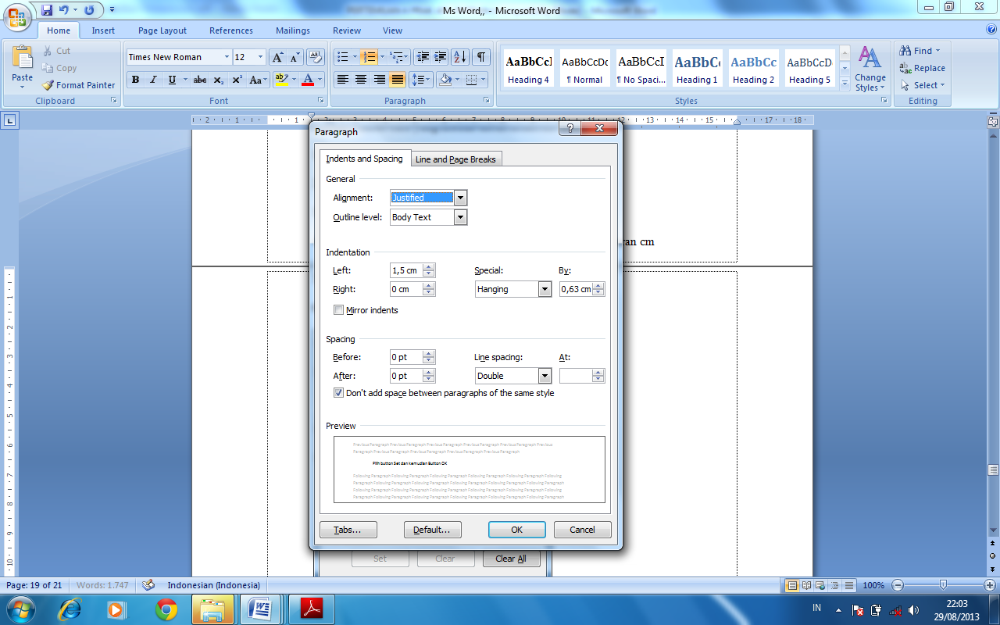 Ms Word,, - Microsoft Word
Home Insert Page Layout References Mailings Review View
Paste
Cut
Copy
Format Painter
Clipboard
Times New Roman 12
B I U abc x₂ x² Aa
Font
Paragraph
AaBbCcI AaBbCcDc AaBbCcI AaBbCc AaBbCc AaBbCcD
Heading 4 ¶ Normal ¶ No Spaci... Heading 1 Heading 2 Heading 5
Change Styles
Styles
Find
Replace
Select
Editing
Paragraph
Indents and Spacing Line and Page Breaks
General
Alignment: Justified
Outline level: Body Text
Indentation
Left: 1,5 cm Special: By:
Right: 0 cm Hanging 0,63 cm
Mirror indents
Spacing
Before: 0 pt Line spacing: At:
After: 0 pt Double
Don't add space between paragraphs of the same style
Preview
Previous Paragraph Previous Paragraph Previous Paragraph Previous Paragraph Previous Paragraph Previous
Paragraph Previous Paragraph Previous Paragraph Previous Paragraph Previous Paragraph
Pilih button Set dan kemudian Button OK
Following Paragraph Following Paragraph Following Paragraph Following Paragraph Following Paragraph
Paragraph Following Paragraph Following Paragraph Following Paragraph Following Paragraph Following
Paragraph Following Paragraph Following Paragraph Following Paragraph Following Paragraph Following
Paragraph Following Paragraph Following Paragraph Following Paragraph Following Paragraph Following Paragraph
Tabs... Default... OK Cancel
cm
Set Clear Clear All
Page: 19 of 21 Words: 1.747 Indonesian (Indonesia) 100%
IN 22:03
29/08/2013